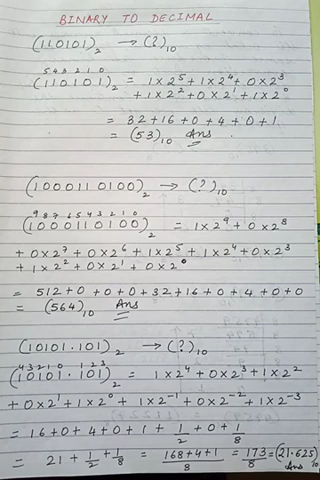 BINARY TO DECIMAL
(110101)₂ → (?)₁₀
5 4 3 2 1 0
(110101)₂ = 1×2⁵+1×2⁴+0×2³
+1×2²+0×2¹+1×2⁰
= 32+16+0+4+0+1
= (53)₁₀ Ans.
(1000110100)₂ → (?)₁₀
9 8 7 6 5 4 3 2 1 0
(1000110100)₂ = 1×2⁹+0×2⁸
+0×2⁷+0×2⁶+1×2⁵+1×2⁴+0×2³
+1×2²+0×2¹+0×2⁰
= 512+0+0+0+32+16+0+4+0+0
= (564)₁₀ Ans
(10101.101)₂ → (?)₁₀
4 3 2 1 0 1 2 3
(10101.101)₂ = 1×2⁴+0×2³+1×2²
+0×2¹+1×2⁰+1×2⁻¹+0×2⁻²+1×2⁻³
= 16+0+4+0+1+1/2+0+1/8
= 21+1/2+1/8 = 168+4+1/8 = 173/8 = (21.625)₁₀
Ans